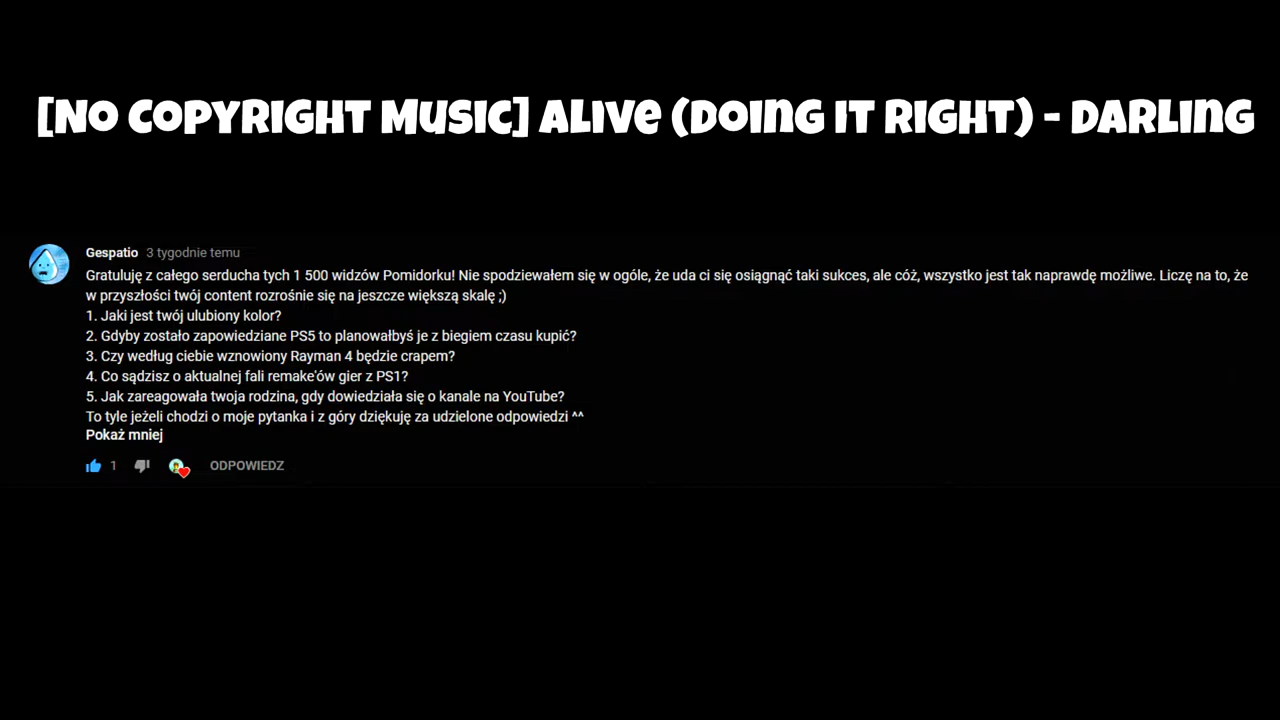 [No Copyright Music] Alive (Doing It Right) - Darling
Gespatio 3 tygodnie temu
Gratuluję z całego serducha tych 1 500 widzów Pomidorku! Nie spodziewałem się w ogóle, że uda ci się osiągnąć taki sukces, ale cóż, wszystko jest tak naprawdę możliwe. Liczę na to, że
w przyszłości twój content rozrośnie się na jeszcze większą skalę ;)
1. Jaki jest twój ulubiony kolor?
2. Gdyby zostało zapowiedziane PS5 to planowałbyś je z biegiem czasu kupić?
3. Czy według ciebie wznowiony Rayman 4 będzie crapem?
4. Co sądzisz o aktualnej fali remake'ów gier z PS1?
5. Jak zareagowała twoja rodzina, gdy dowiedziała się o kanale na YouTube?
To tyle jeżeli chodzi o moje pytanka i z góry dziękuję za udzielone odpowiedzi ^^
Pokaż mniej
1 ODPOWIEDZ